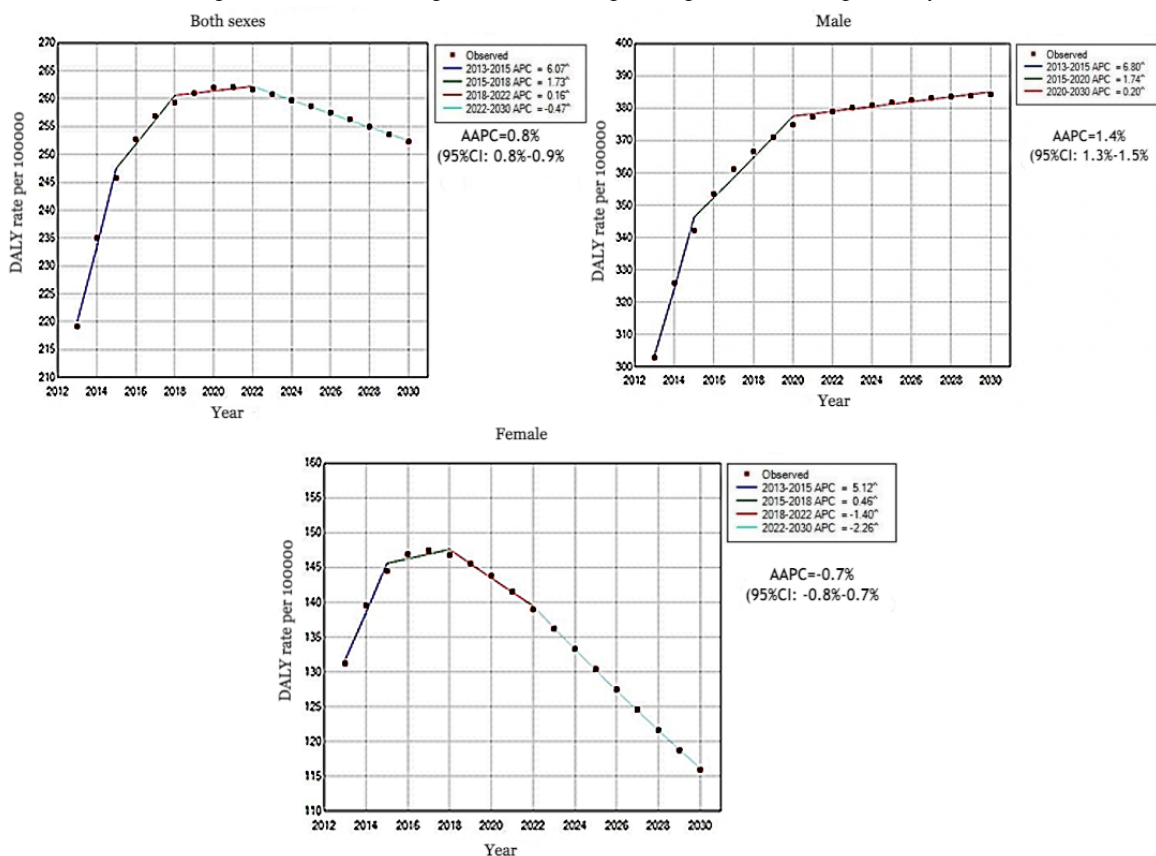 Both sexes
DALY rate per 100000
270
265
260
255
250
245
240
235
230
225
220
215
210
2012 2014 2016 2018 2020 2022 2024 2026 2028 2030
Year
Observed
2013-2015 APC = 6.07^
2015-2018 APC = 1.73^
2018-2022 APC = 0.16^
2022-2030 APC = -0.47^
AAPC=0.8%
(95%CI: 0.8%-0.9%
Male
DALY rate per 100000
400
390
380
370
360
350
340
330
320
310
300
2012 2014 2016 2018 2020 2022 2024 2026 2028 2030
Year
Observed
2013-2015 APC = 6.80^
2015-2020 APC = 1.74^
2020-2030 APC = 0.20^
AAPC=1.4%
(95%CI: 1.3%-1.5%
Female
DALY rate per 100000
160
155
150
145
140
135
130
125
120
115
110
2012 2014 2016 2018 2020 2022 2024 2026 2028 2030
Year
Observed
2013-2015 APC = 5.12^
2015-2018 APC = 0.46^
2018-2022 APC = -1.40^
2022-2030 APC = -2.26^
AAPC=-0.7%
(95%CI: -0.8%-0.7%